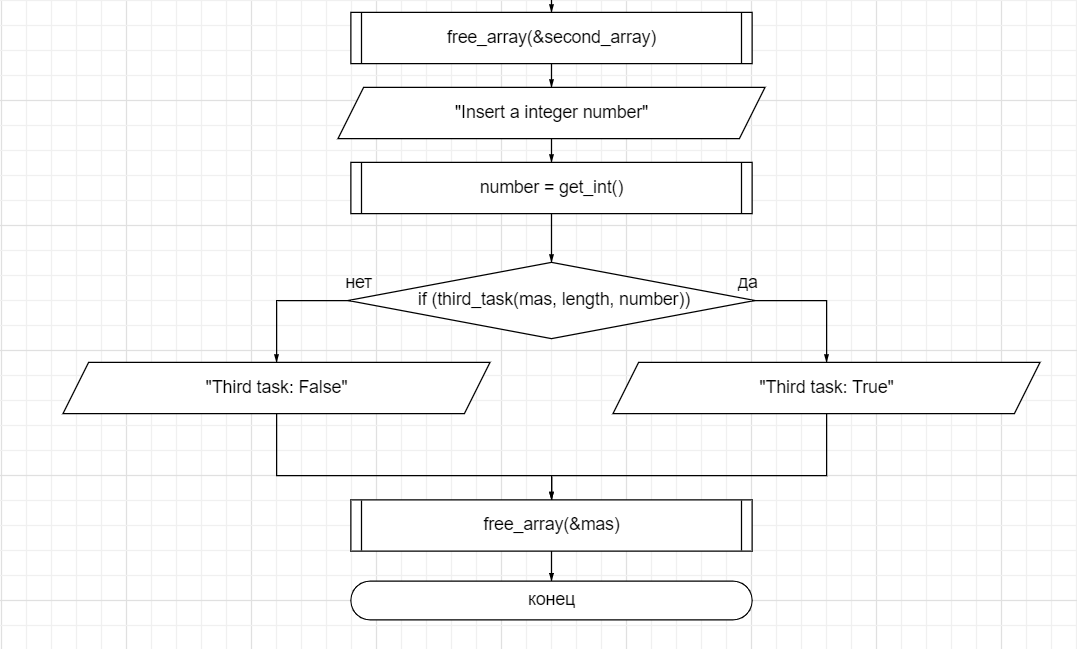 free_array(&second_array)
"Insert a integer number"
number = get_int()
нет
да
if (third_task(mas, length, number))
"Third task: False"
"Third task: True"
free_array(&mas)
конец